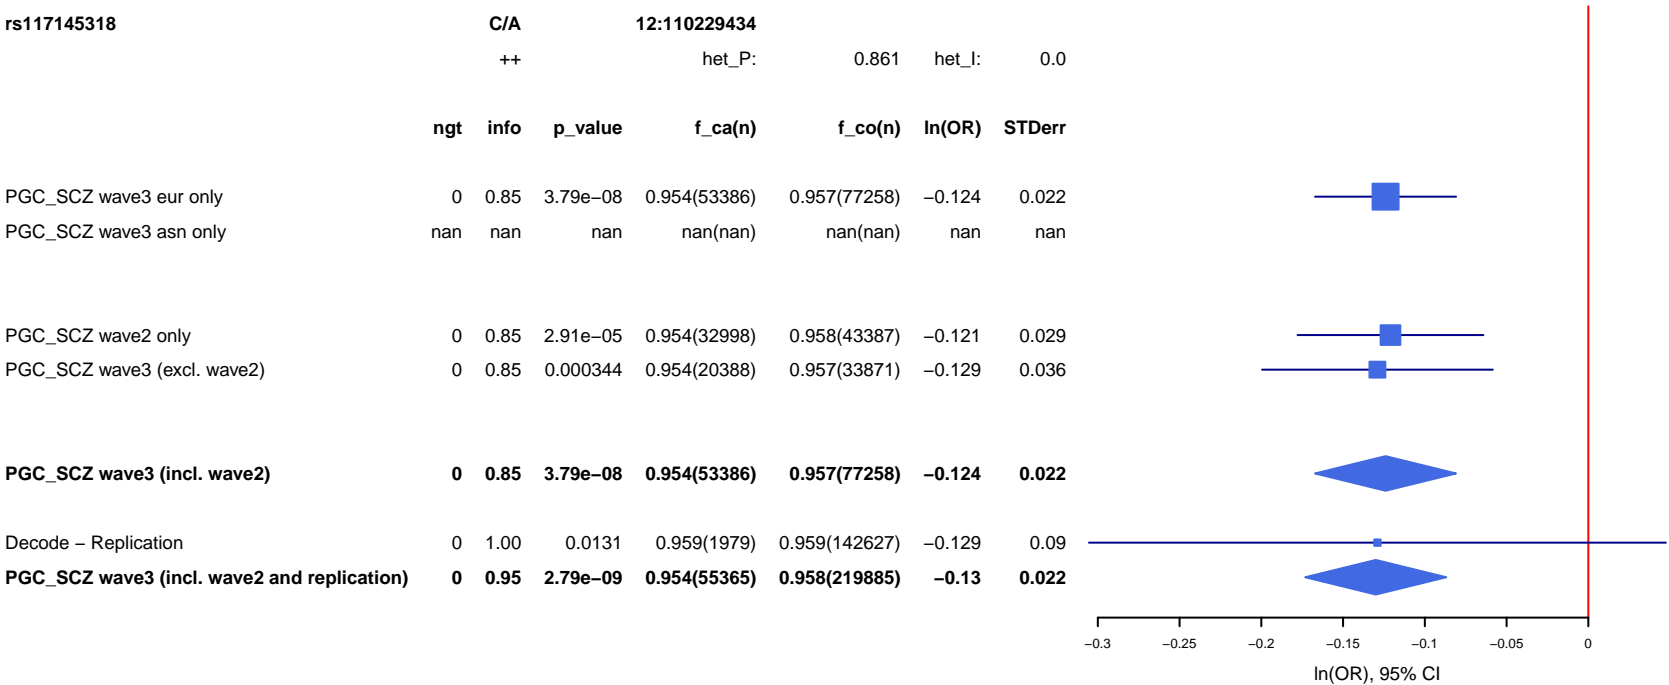 rs117145318 C/A 12:110229434
++ het_P: 0.861 het_I: 0.0
ngt info p_value f_ca(n) f_co(n) ln(OR) STDerr
PGC_SCZ wave3 eur only 0 0.85 3.79e−08 0.954(53386) 0.957(77258) −0.124 0.022
PGC_SCZ wave3 asn only nan nan nan nan(nan) nan(nan) nan nan
PGC_SCZ wave2 only 0 0.85 2.91e−05 0.954(32998) 0.958(43387) −0.121 0.029
PGC_SCZ wave3 (excl. wave2) 0 0.85 0.000344 0.954(20388) 0.957(33871) −0.129 0.036
PGC_SCZ wave3 (incl. wave2) 0 0.85 3.79e−08 0.954(53386) 0.957(77258) −0.124 0.022
Decode − Replication 0 1.00 0.0131 0.959(1979) 0.959(142627) −0.129 0.09
PGC_SCZ wave3 (incl. wave2 and replication) 0 0.95 2.79e−09 0.954(55365) 0.958(219885) −0.13 0.022
−0.3 −0.25 −0.2 −0.15 −0.1 −0.05 0
ln(OR), 95% CI